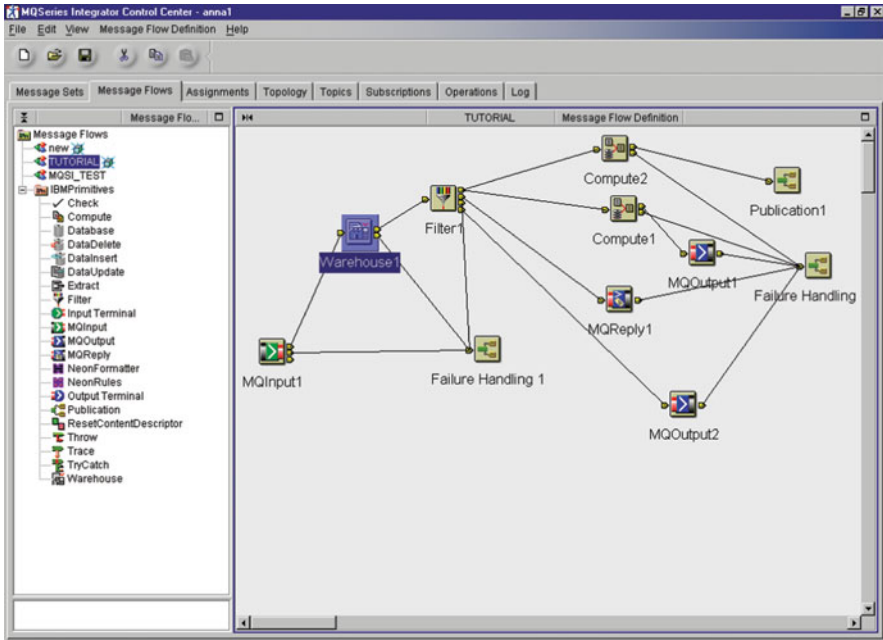 MQSeries Integrator Control Center - anna1
File Edit View Message Flow Definition Help
Message Sets Message Flows Assignments Topology Topics Subscriptions Operations Log
Message Flo...
TUTORIAL Message Flow Definition
Message Flows
new
TUTORIAL
MQSI_TEST
IBMPrimitives
Check
Compute
Database
DataDelete
DataInsert
DataUpdate
Extract
Filter
Input Terminal
MQInput
MQOutput
MQReply
NeonFormatter
NeonRules
Output Terminal
Publication
ResetContentDescriptor
Throw
Trace
TryCatch
Warehouse
Compute2
Publication1
Filter1
Compute1
Warehouse1
MQOutput1
Failure Handling
MQReply1
MQInput1
Failure Handling 1
MQOutput2